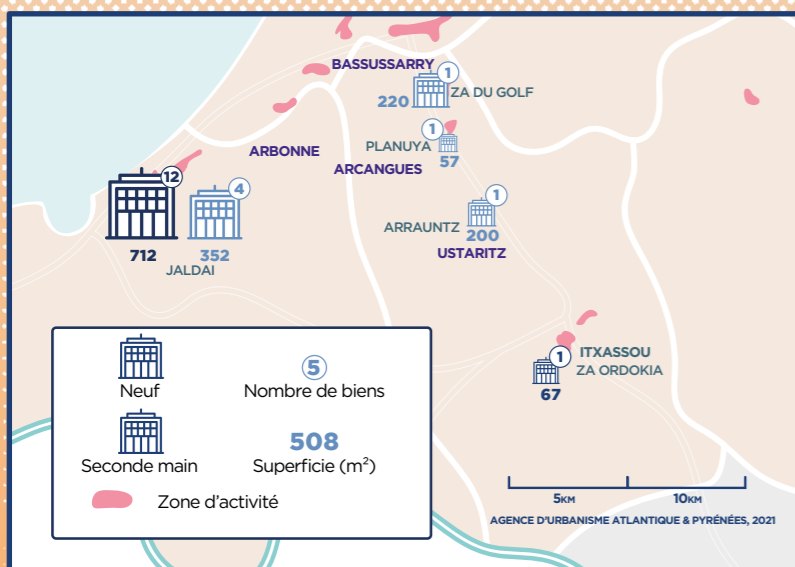 BASSUSSARRY
1
220
ZA DU GOLF
1
PLANUYA
57
ARBONNE
ARCANGUES
12
4
712
352
JALDAI
1
ARRAUNTZ
200
USTARITZ
ITXASSOU
1
ZA ORDOKIA
67
Neuf
5
Nombre de biens
Seconde main
508
Superficie (m²)
Zone d'activité
5KM
10KM
AGENCE D'URBANISME ATLANTIQUE & PYRÉNÉES, 2021